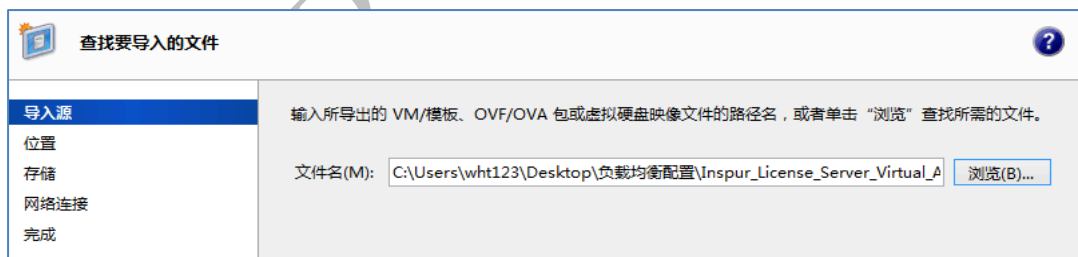 查找要导入的文件
?
导入源
位置
存储
网络连接
完成
输入所导出的 VM/模板、OVF/OVA 包或虚拟硬盘映像文件的路径名，或者单击“浏览”查找所需的文件。
文件名(M): C:\Users\wht123\Desktop\负载均衡配置\Inspur_License_Server_Virtual_A 浏览(B)...